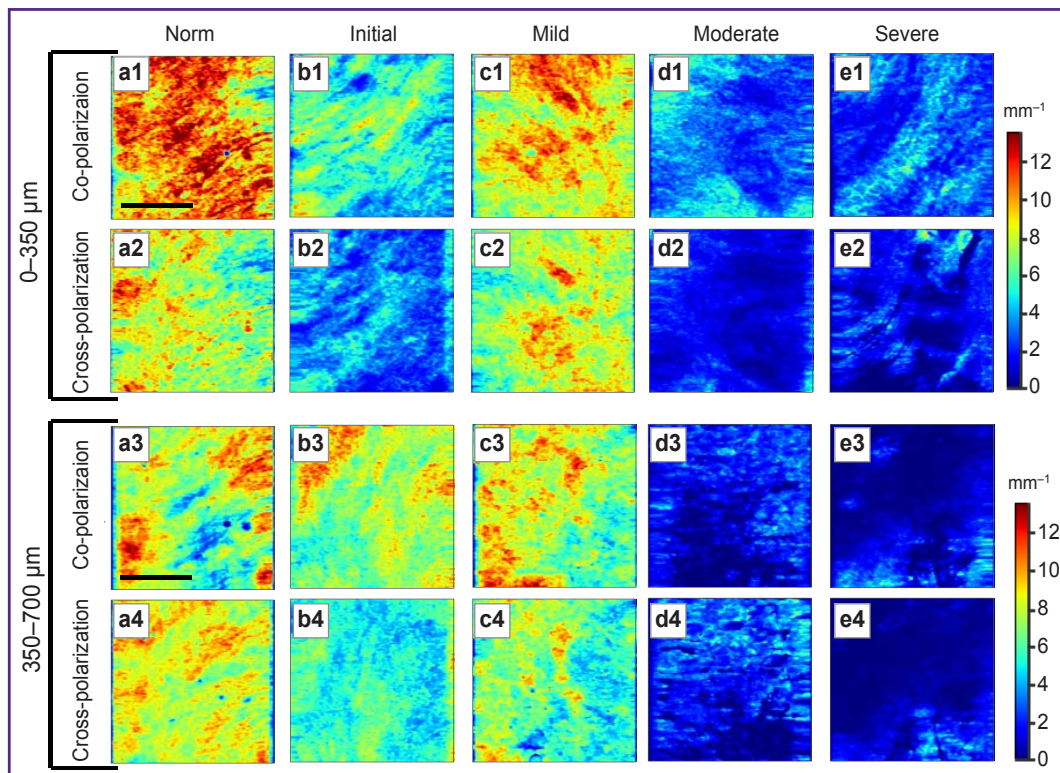 Norm Initial Mild Moderate Severe
0–350 µm
Co-polarizaion
a1 b1 c1 d1 e1
Cross-polarization
a2 b2 c2 d2 e2
mm⁻¹
12
10
8
6
4
2
0
350–700 µm
Co-polarizaion
a3 b3 c3 d3 e3
Cross-polarization
a4 b4 c4 d4 e4
mm⁻¹
12
10
8
6
4
2
0